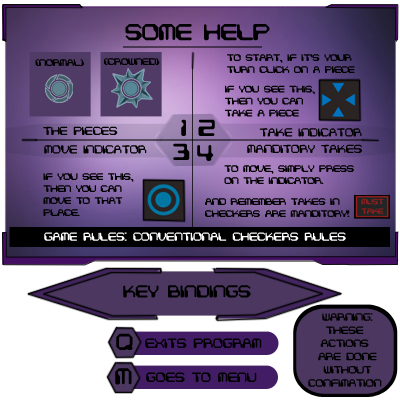 SOME HELP
(NORMAL)
(CROWNED)
THE PIECES
1
TO START, IF IT'S YOUR
TURN CLICK ON A PIECE
IF YOU SEE THIS,
THEN YOU CAN
TAKE A PIECE
2
TAKE INDICATOR
MOVE INDICATOR
3
IF YOU SEE THIS,
THEN YOU CAN
MOVE TO THAT
PLACE.
4
MANDITORY TAKES
TO MOVE, SIMPLY PRESS
ON THE INDICATOR.
AND REMEMBER TAKES IN
CHECKERS ARE MANDITORY!
MUST
TAKE
GAME RULES: CONVENTIONAL CHECKERS RULES
KEY BINDINGS
Q EXITS PROGRAM
M GOES TO MENU
WARNING:
THESE
ACTIONS
ARE DONE
WITHOUT
CONFIRMATION